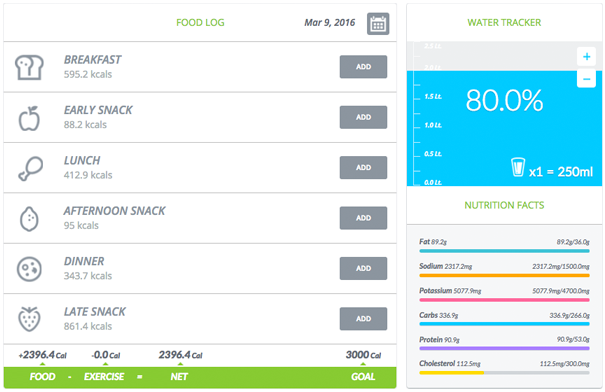 FOOD LOG
Mar 9, 2016
BREAKFAST
595.2 kcals
ADD
EARLY SNACK
88.2 kcals
ADD
LUNCH
412.9 kcals
ADD
AFTERNOON SNACK
95 kcals
ADD
DINNER
343.7 kcals
ADD
LATE SNACK
861.4 kcals
ADD
+2396.4 Cal -0.0 Cal 2396.4 Cal 3000 Cal
FOOD - EXERCISE = NET GOAL
WATER TRACKER
2.5 Lt.
2.0 Lt.
+
−
1.5 Lt.
80.0%
1.0 Lt.
0.5 Lt.
x1 = 250ml
0.0 Lt.
NUTRITION FACTS
Fat 89.2g 89.2g/36.0g
Sodium 2317.2mg 2317.2mg/1500.0mg
Potassium 5077.9mg 5077.9mg/4700.0mg
Carbs 336.9g 336.9g/266.0g
Protein 90.9g 90.9g/53.0g
Cholesterol 112.5mg 112.5mg/300.0mg